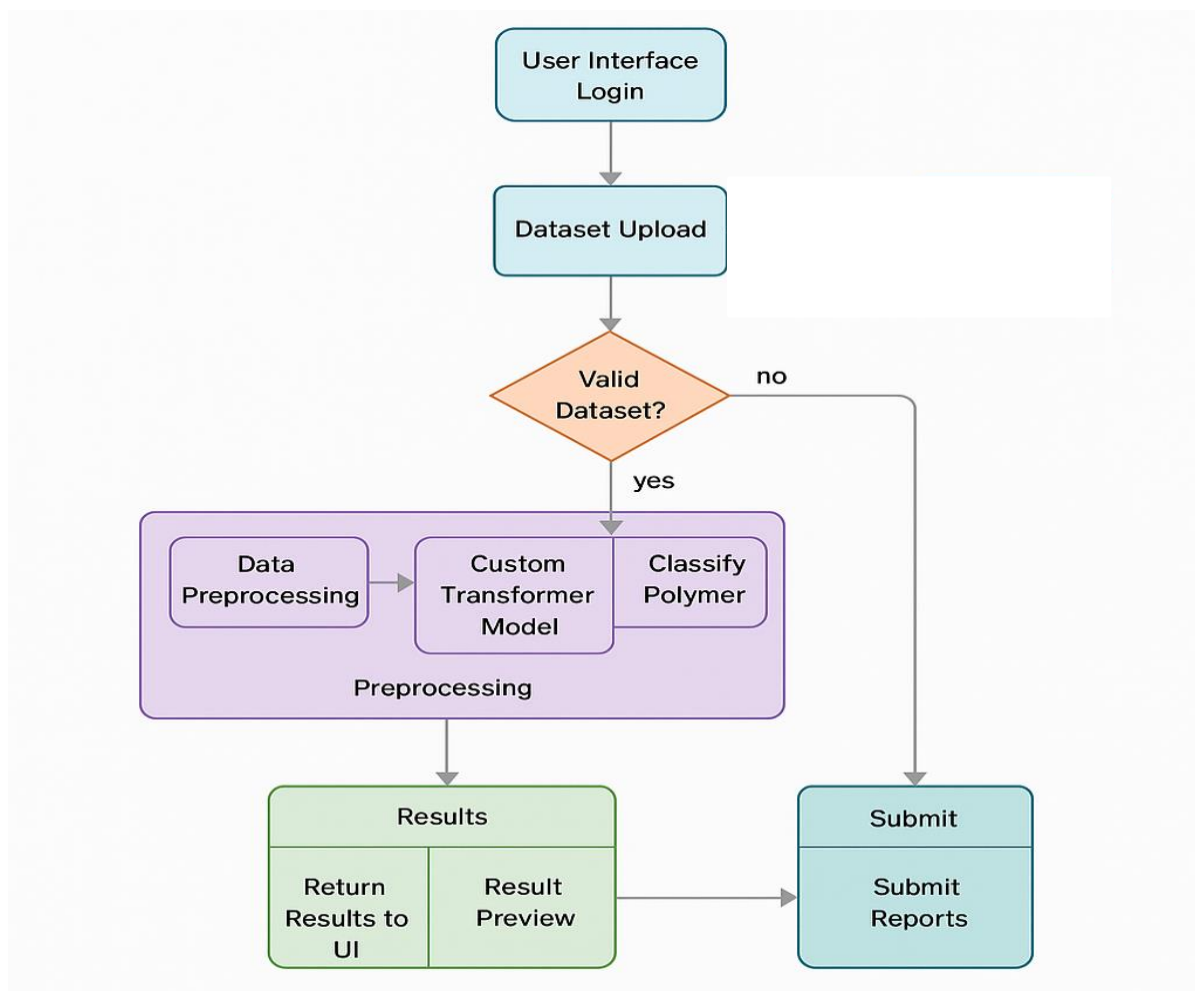 User Interface
Login
Dataset Upload
Valid
Dataset?
no
yes
Data
Preprocessing
Custom
Transformer
Model
Classify
Polymer
Preprocessing
Results
Return
Results to
UI
Result
Preview
Submit
Submit
Reports